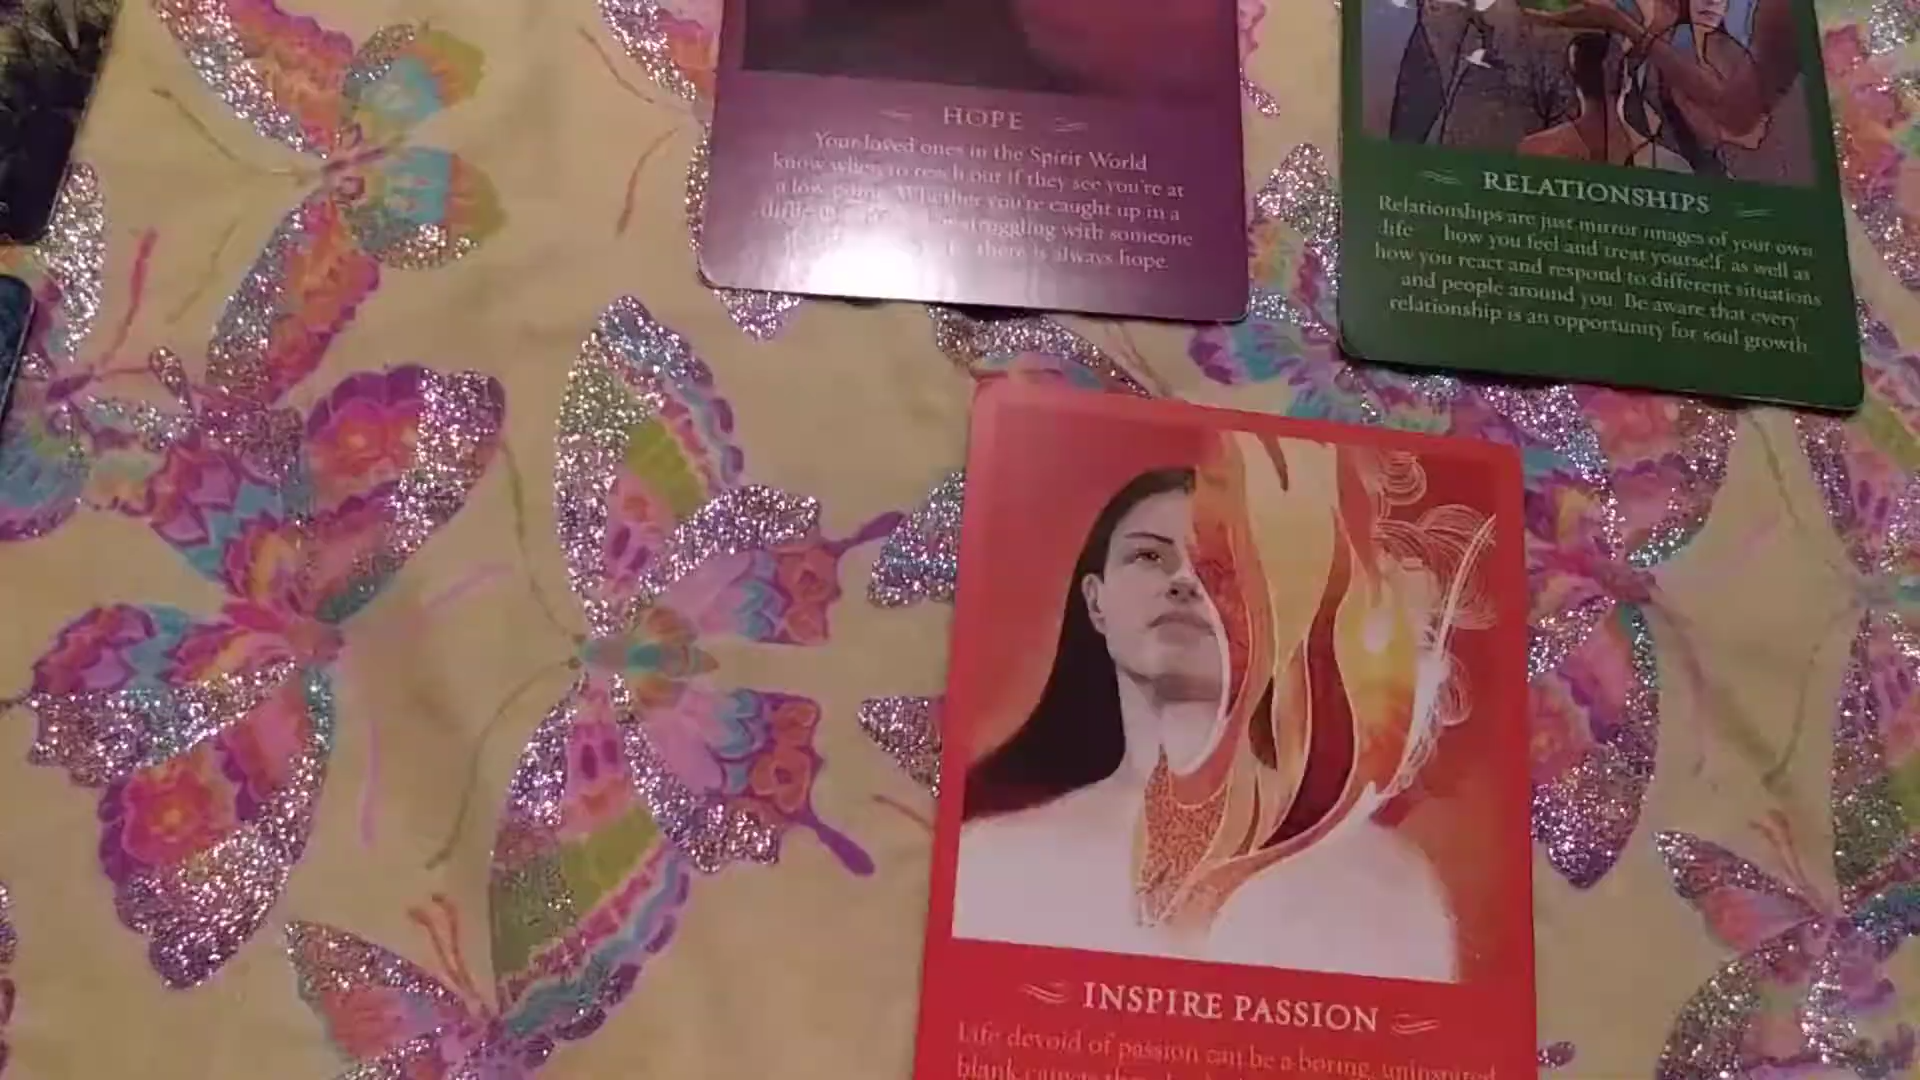 HOPE
Your loved ones in the Spirit World
know when to reach out if they see you're at
a low point. Whether you're caught up in a
struggling with someone
there is always hope.
RELATIONSHIPS
Relationships are just mirror images of your own
life how you feel and treat yourself, as well as
how you react and respond to different situations
and people around you. Be aware that every
relationship is an opportunity for soul growth.
INSPIRE PASSION
Life devoid of passion can be a boring, uninspired
blank canvas